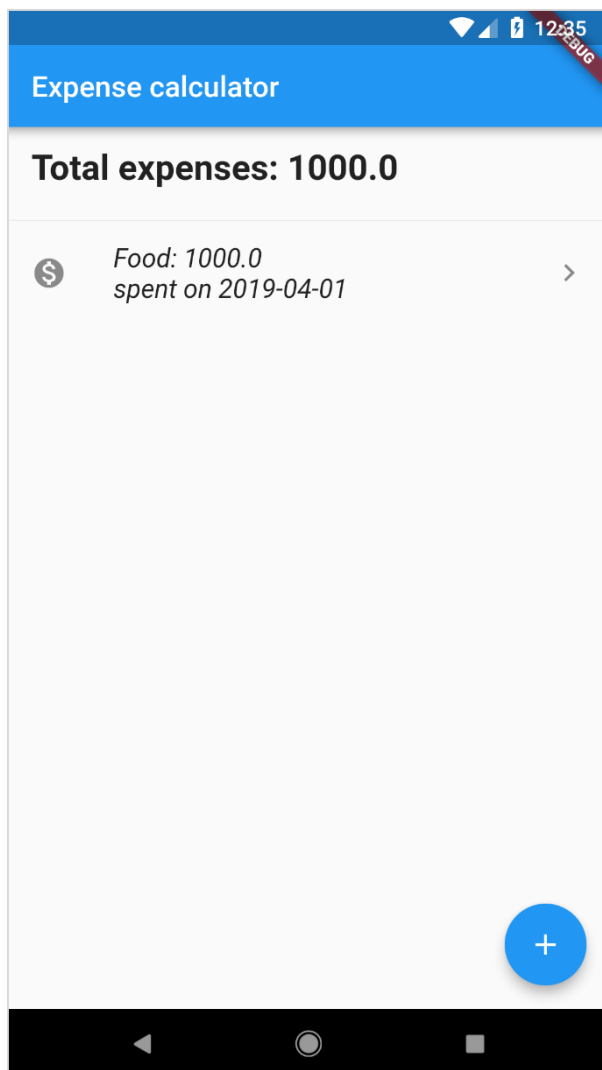 12:35
DEBUG
Expense calculator
Total expenses: 1000.0
Food: 1000.0
spent on 2019-04-01